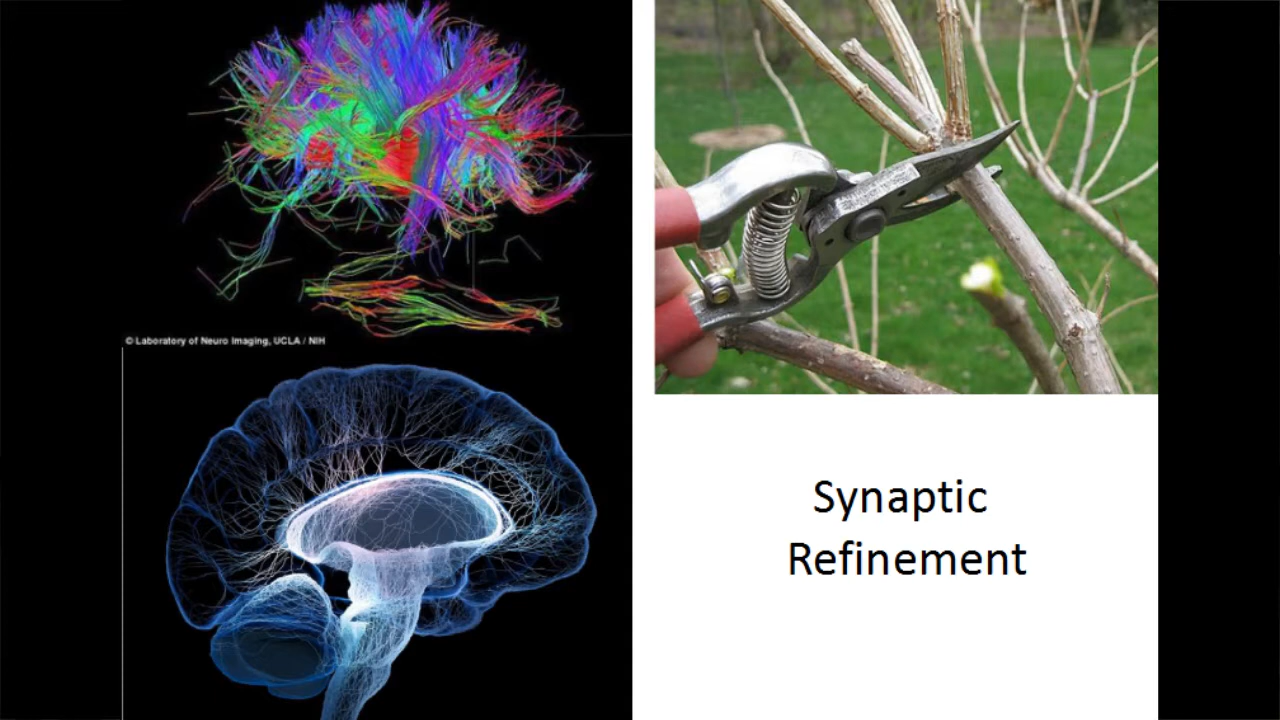 © Laboratory of Neuro Imaging, UCLA / NIH
Synaptic
Refinement